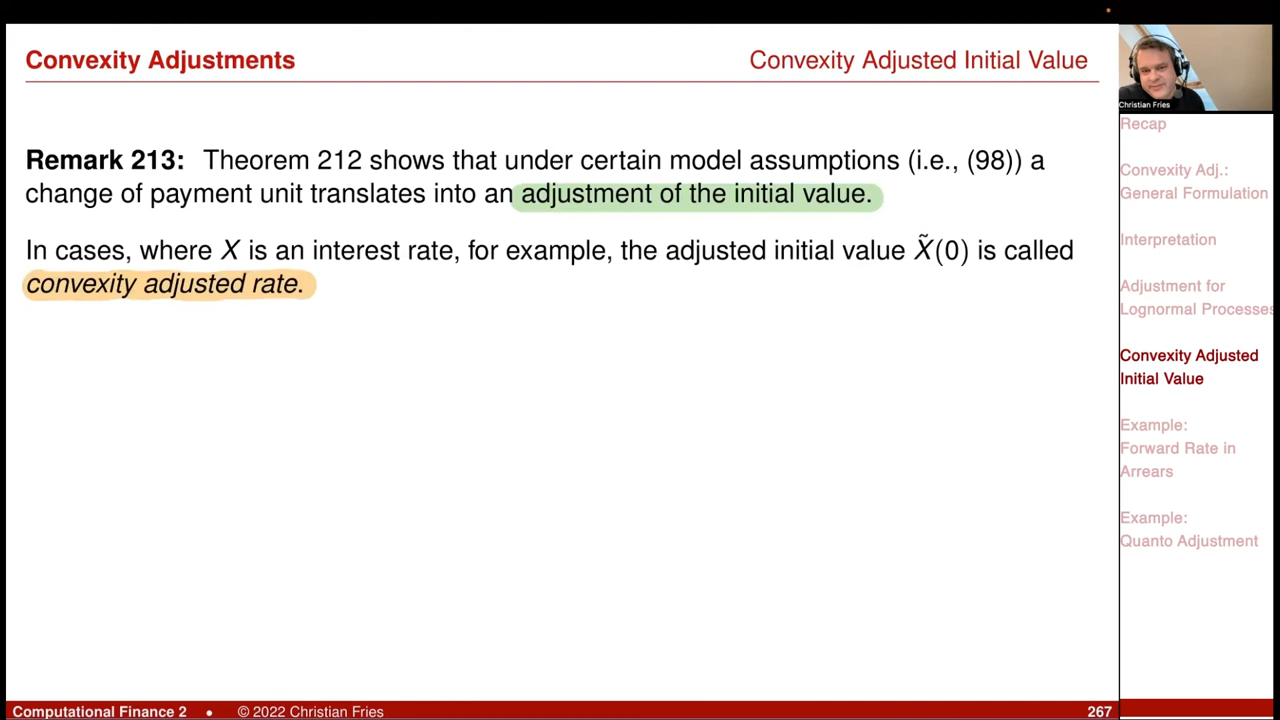 Convexity Adjustments
Convexity Adjusted Initial Value
Remark 213: Theorem 212 shows that under certain model assumptions (i.e., (98)) a
change of payment unit translates into an adjustment of the initial value.
In cases, where X is an interest rate, for example, the adjusted initial value X̃(0) is called
convexity adjusted rate.
Christian Fries
Recap
Convexity Adj.:
General Formulation
Interpretation
Adjustment for
Lognormal Processes
Convexity Adjusted
Initial Value
Example:
Forward Rate in
Arrears
Example:
Quanto Adjustment
Computational Finance 2 • © 2022 Christian Fries
267